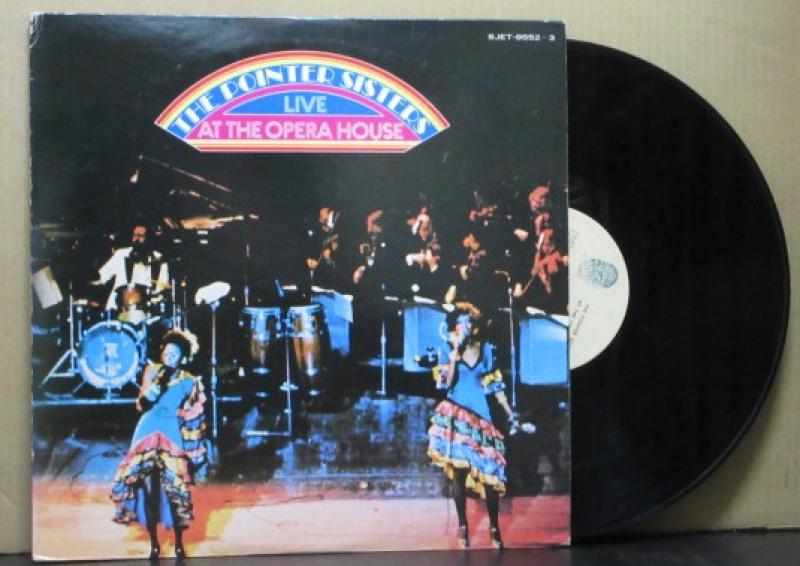 SJET-9552~3
THE POINTER SISTERS
LIVE
AT THE OPERA HOUSE